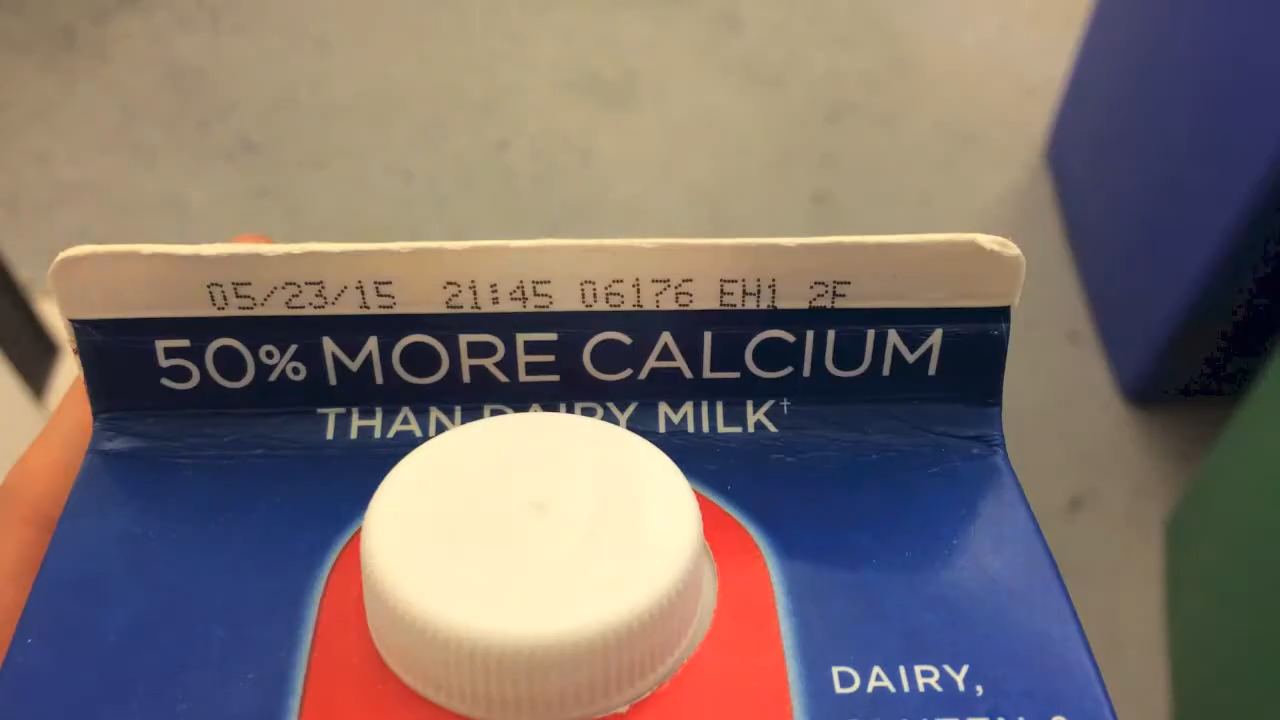 05/23/15 21:45 06176 EH1 2F
50% MORE CALCIUM
THAN DAIRY MILK†
DAIRY,